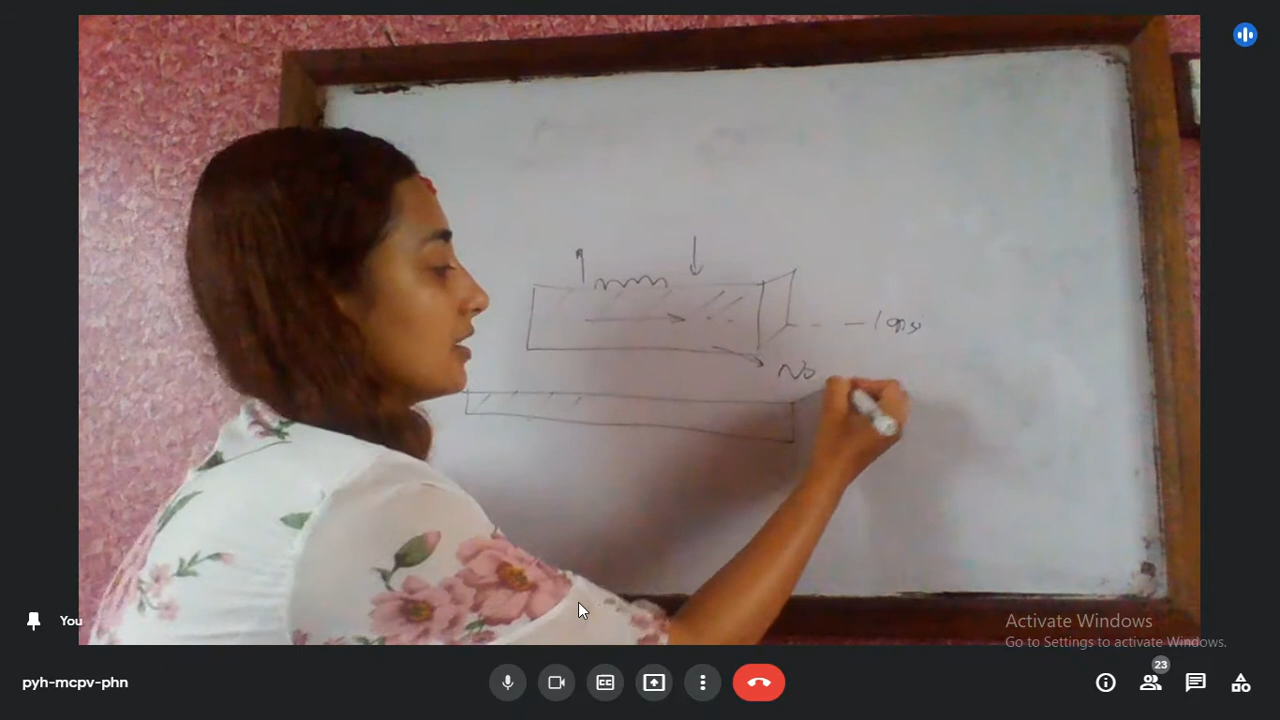 No
You
Activate Windows
Go to Settings to activate Windows.
pyh-mcpv-phn
23